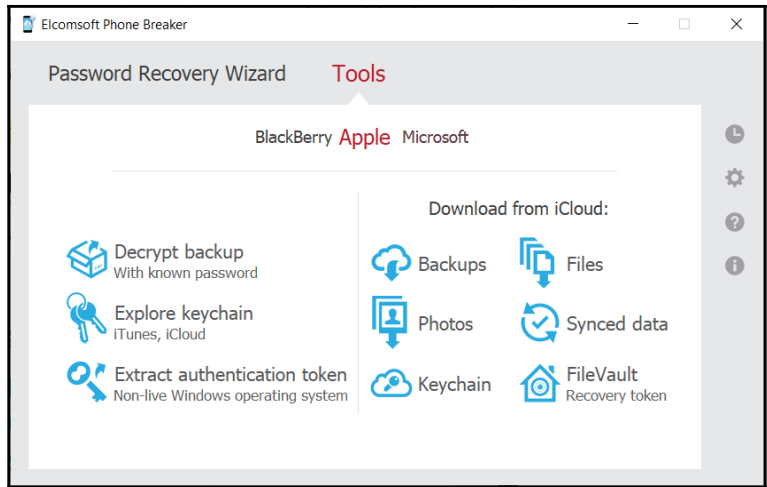 Elcomsoft Phone Breaker
Password Recovery Wizard Tools
BlackBerry Apple Microsoft
Decrypt backup
With known password
Explore keychain
iTunes, iCloud
Extract authentication token
Non-live Windows operating system
Download from iCloud:
Backups Files
Photos Synced data
Keychain FileVault
Recovery token